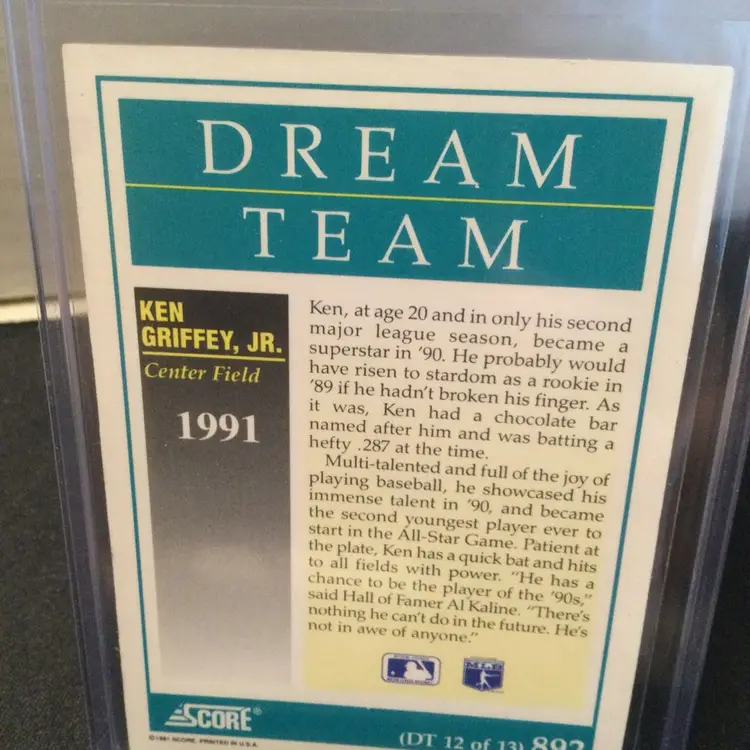 DREAM
TEAM
KEN
GRIFFEY, JR.
Center Field
1991
Ken, at age 20 and in only his second
major league season, became a
superstar in '90. He probably would
have risen to stardom as a rookie in
'89 if he hadn't broken his finger. As
it was, Ken had a chocolate bar
named after him and was batting a
hefty .287 at the time.
Multi-talented and full of the joy of
playing baseball, he showcased his
immense talent in '90, and became
the second youngest player ever to
start in the All-Star Game. Patient at
the plate, Ken has a quick bat and hits
to all fields with power. "He has a
chance to be the player of the '90s,"
said Hall of Famer Al Kaline. "There's
nothing he can't do in the future. He's
not in awe of anyone."
SCORE®
©1991 SCORE, PRINTED IN U.S.A.
(DT 12 of 13) 892